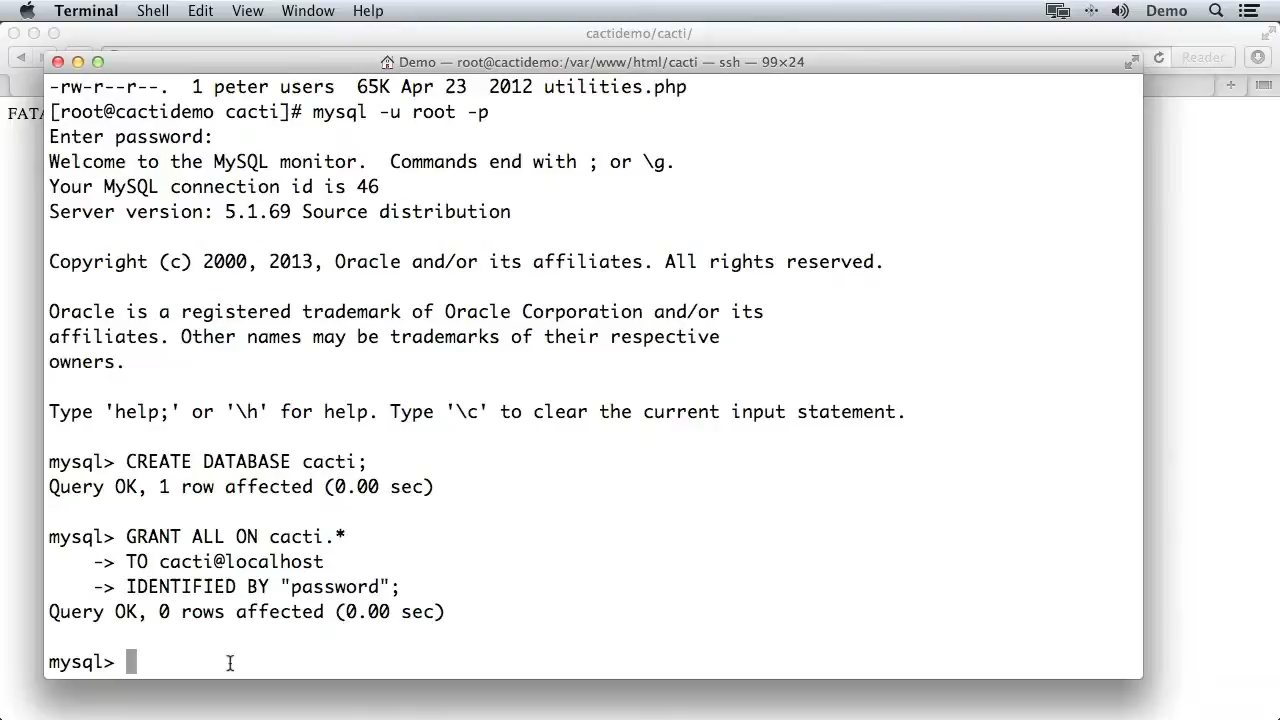 Terminal Shell Edit View Window Help Demo
cactidemo/cacti/
Reader
Demo — root@cactidemo:/var/www/html/cacti — ssh — 99×24
FATA
-rw-r--r--. 1 peter users 65K Apr 23 2012 utilities.php
[root@cactidemo cacti]# mysql -u root -p
Enter password:
Welcome to the MySQL monitor. Commands end with ; or \g.
Your MySQL connection id is 46
Server version: 5.1.69 Source distribution
Copyright (c) 2000, 2013, Oracle and/or its affiliates. All rights reserved.
Oracle is a registered trademark of Oracle Corporation and/or its
affiliates. Other names may be trademarks of their respective
owners.
Type 'help;' or '\h' for help. Type '\c' to clear the current input statement.
mysql> CREATE DATABASE cacti;
Query OK, 1 row affected (0.00 sec)
mysql> GRANT ALL ON cacti.*
-> TO cacti@localhost
-> IDENTIFIED BY "password";
Query OK, 0 rows affected (0.00 sec)
mysql>